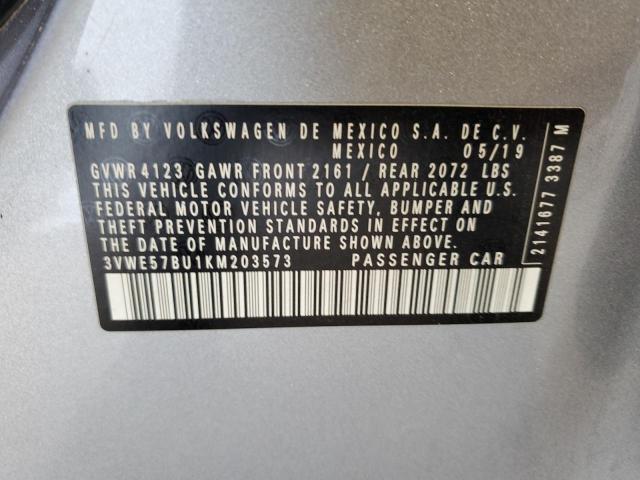 MFD BY VOLKSWAGEN DE MEXICO S.A. DE C.V.
MEXICO 05/19
GVWR 4123 GAWR FRONT 2161 / REAR 2072 LBS
THIS VEHICLE CONFORMS TO ALL APPLICABLE U.S.
FEDERAL MOTOR VEHICLE SAFETY, BUMPER AND
THEFT PREVENTION STANDARDS IN EFFECT ON
THE DATE OF MANUFACTURE SHOWN ABOVE.
3VWE57BU1KM203573 PASSENGER CAR
2141677 3387 M